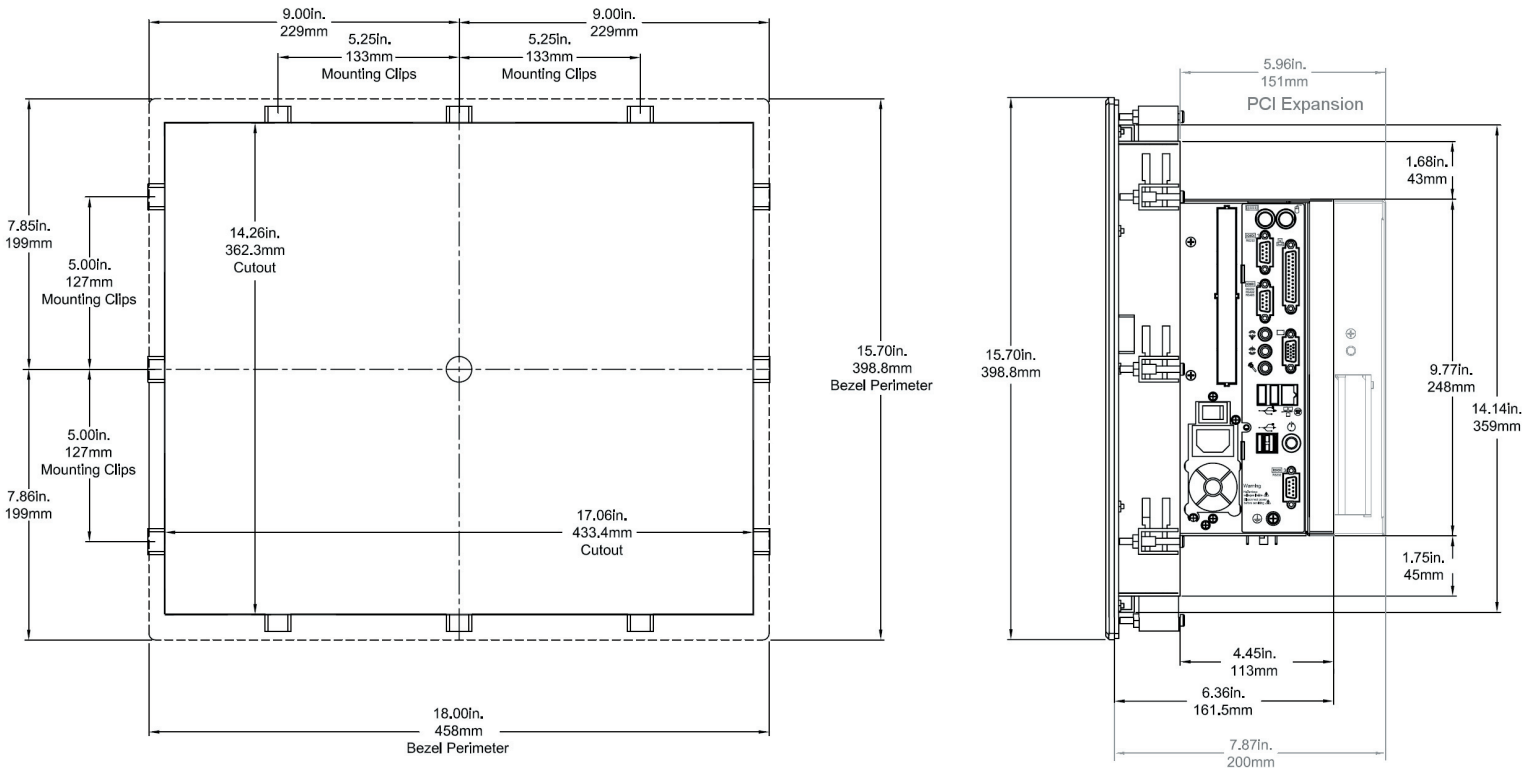 9.00in.
229mm
9.00in.
229mm
5.25in.
133mm
Mounting Clips
5.25in.
133mm
Mounting Clips
7.85in.
199mm
5.00in.
127mm
Mounting Clips
14.26in.
362.3mm
Cutout
5.00in.
127mm
Mounting Clips
7.86in.
199mm
17.06in.
433.4mm
Cutout
15.70in.
398.8mm
Bezel Perimeter
18.00in.
458mm
Bezel Perimeter
5.96in.
151mm
PCI Expansion
1.68in.
43mm
15.70in.
398.8mm
9.77in.
248mm
14.14in.
359mm
Warning
1.75in.
45mm
4.45in.
113mm
6.36in.
161.5mm
7.87in.
200mm